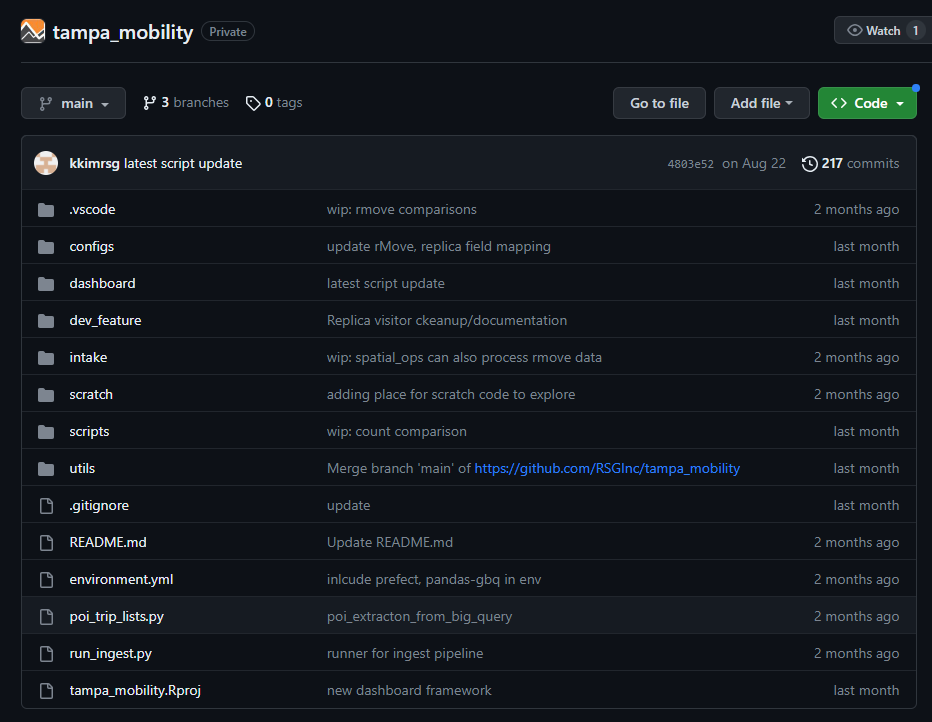 tampa_mobility Private Watch 1
main 3 branches 0 tags Go to file Add file Code
kkimrsg latest script update 4803e52 on Aug 22 217 commits
.vscode wip: rmove comparisons 2 months ago
configs update rMove, replica field mapping last month
dashboard latest script update last month
dev_feature Replica visitor ckeanup/documentation last month
intake wip: spatial_ops can also process rmove data 2 months ago
scratch adding place for scratch code to explore 2 months ago
scripts wip: count comparison last month
utils Merge branch 'main' of https://github.com/RSGInc/tampa_mobility last month
.gitignore update last month
README.md Update README.md 2 months ago
environment.yml inlcude prefect, pandas-gbq in env 2 months ago
poi_trip_lists.py poi_extracton_from_big_query 2 months ago
run_ingest.py runner for ingest pipeline 2 months ago
tampa_mobility.Rproj new dashboard framework last month